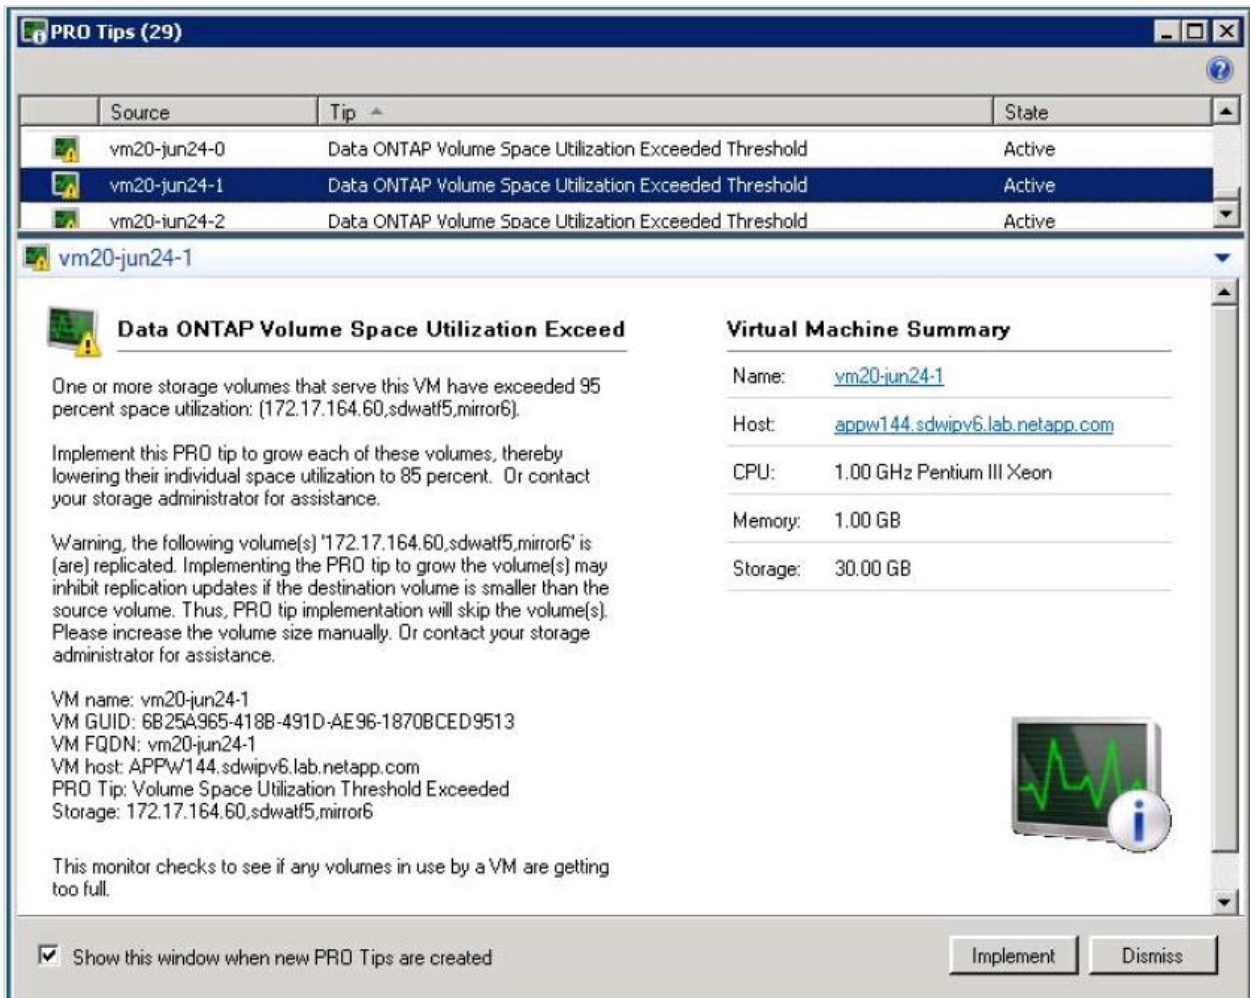 PRO Tips (29)
Source Tip State
vm20-jun24-0 Data ONTAP Volume Space Utilization Exceeded Threshold Active
vm20-jun24-1 Data ONTAP Volume Space Utilization Exceeded Threshold Active
vm20-jun24-2 Data ONTAP Volume Space Utilization Exceeded Threshold Active
vm20-jun24-1
Data ONTAP Volume Space Utilization Exceed
One or more storage volumes that serve this VM have exceeded 95
percent space utilization: (172.17.164.60,sdwatf5,mirror6).
Implement this PRO tip to grow each of these volumes, thereby
lowering their individual space utilization to 85 percent. Or contact
your storage administrator for assistance.
Warning, the following volume(s) '172.17.164.60,sdwatf5,mirror6' is
(are) replicated. Implementing the PRO tip to grow the volume(s) may
inhibit replication updates if the destination volume is smaller than the
source volume. Thus, PRO tip implementation will skip the volume(s).
Please increase the volume size manually. Or contact your storage
administrator for assistance.
VM name: vm20-jun24-1
VM GUID: 6B25A965-418B-491D-AE96-1870BCED9513
VM FQDN: vm20-jun24-1
VM host: APPW144.sdwipv6.lab.netapp.com
PRO Tip: Volume Space Utilization Threshold Exceeded
Storage: 172.17.164.60,sdwatf5,mirror6
This monitor checks to see if any volumes in use by a VM are getting
too full.
Virtual Machine Summary
Name: vm20-jun24-1
Host: appw144.sdwipv6.lab.netapp.com
CPU: 1.00 GHz Pentium III Xeon
Memory: 1.00 GB
Storage: 30.00 GB
Show this window when new PRO Tips are created
Implement Dismiss